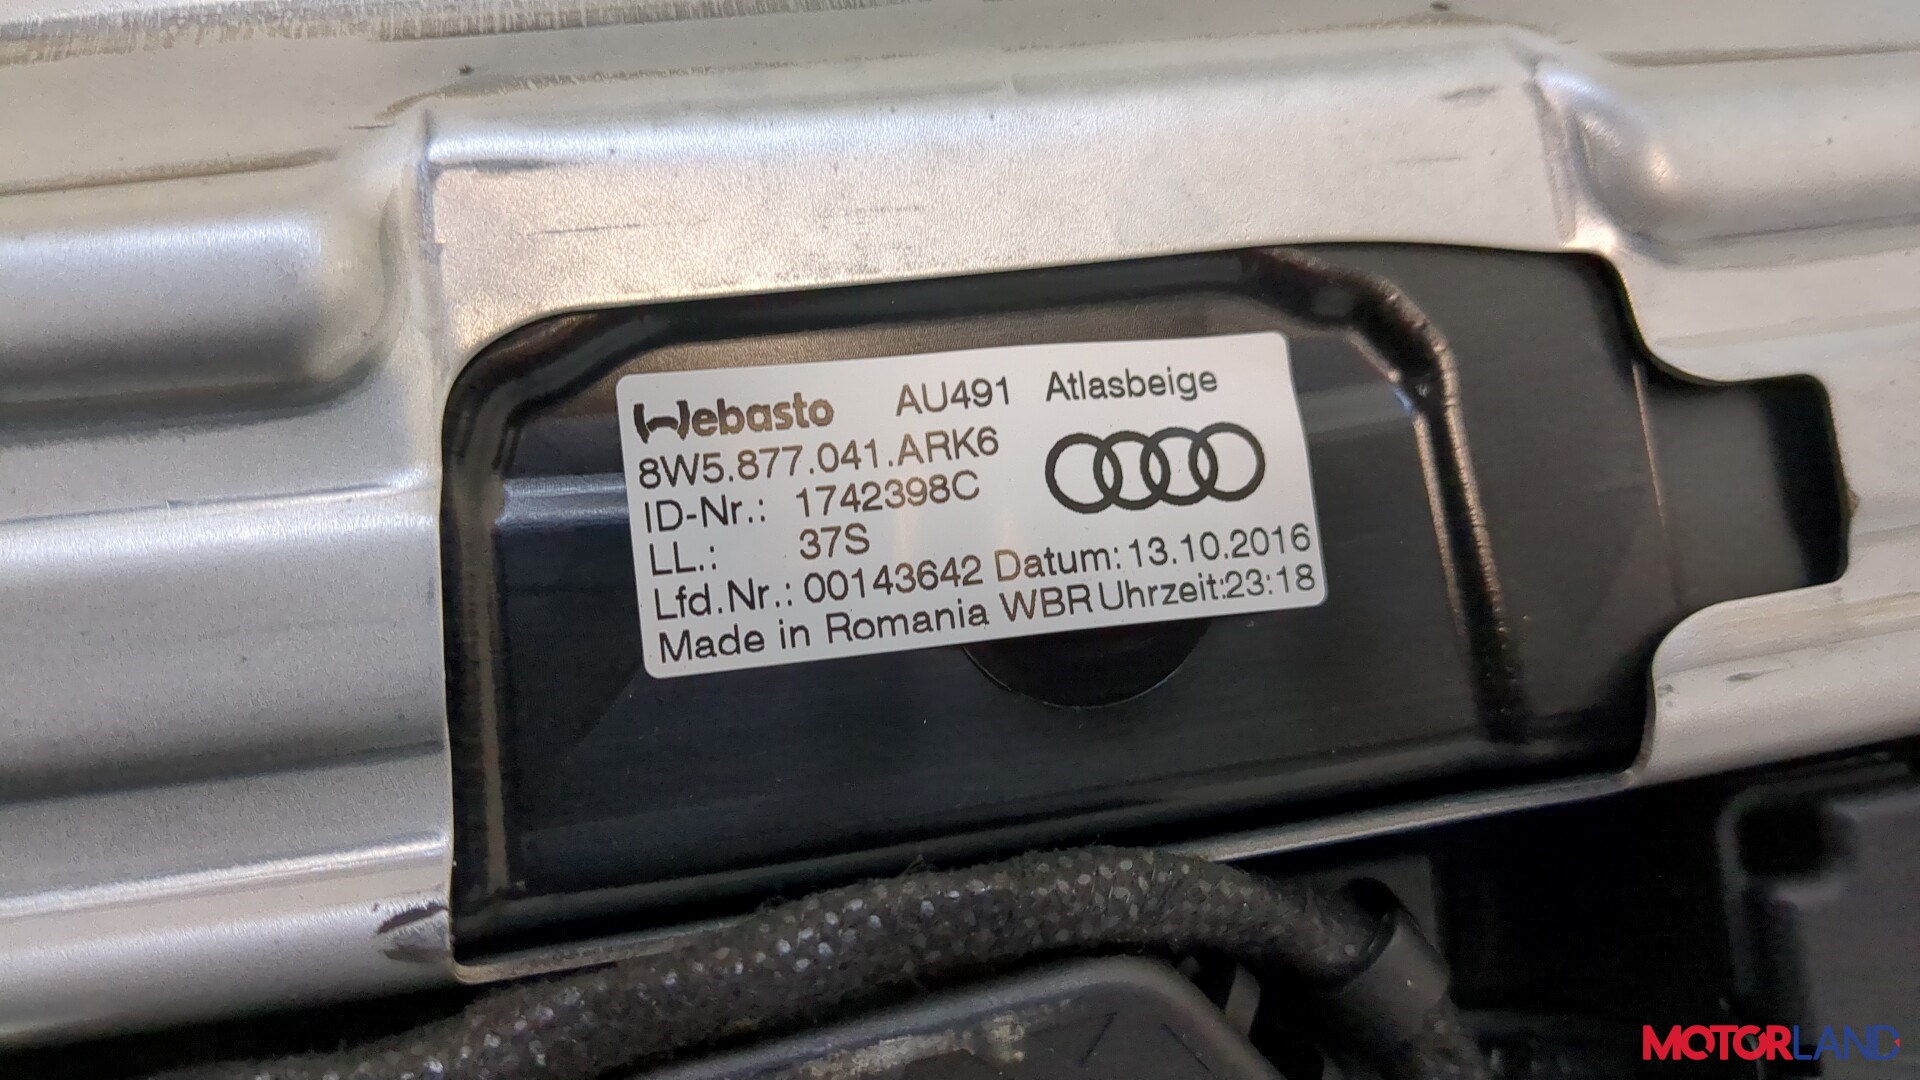 Webasto AU491 Atlasbeige
8W5.877.041.ARK6
ID-Nr.: 1742398C
LL.: 37S
Lfd.Nr.: 00143642 Datum: 13.10.2016
Made in Romania WBR Uhrzeit:23:18
MOTORLAND